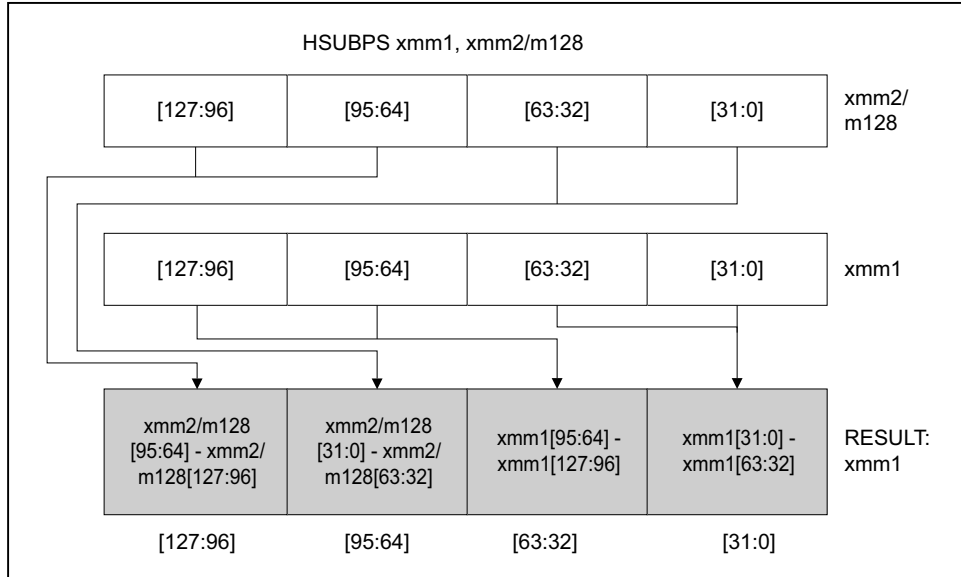 HSUBPS xmm1, xmm2/m128
[127:96] [95:64] [63:32] [31:0]
xmm2/
m128
[127:96] [95:64] [63:32] [31:0] xmm1
xmm2/m128
[95:64] - xmm2/
m128[127:96]
xmm2/m128
[31:0] - xmm2/
m128[63:32]
xmm1[95:64] -
xmm1[127:96]
xmm1[31:0] -
xmm1[63:32]
RESULT:
xmm1
[127:96] [95:64] [63:32] [31:0]